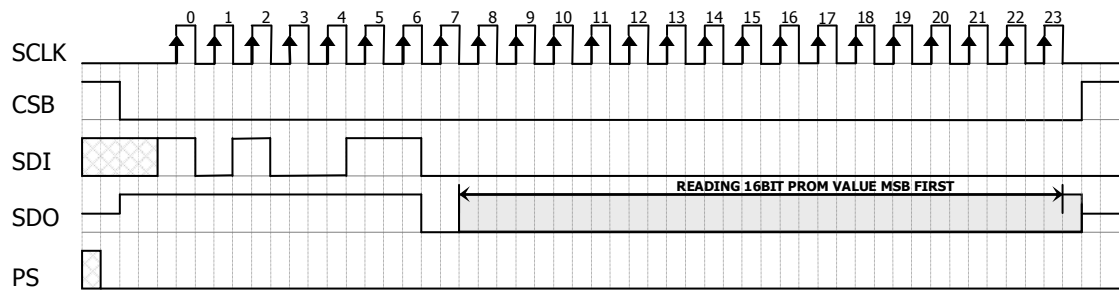 0 1 2 3 4 5 6 7 8 9 10 11 12 13 14 15 16 17 18 19 20 21 22 23
SCLK
CSB
SDI
READING 16BIT PROM VALUE MSB FIRST
SDO
PS